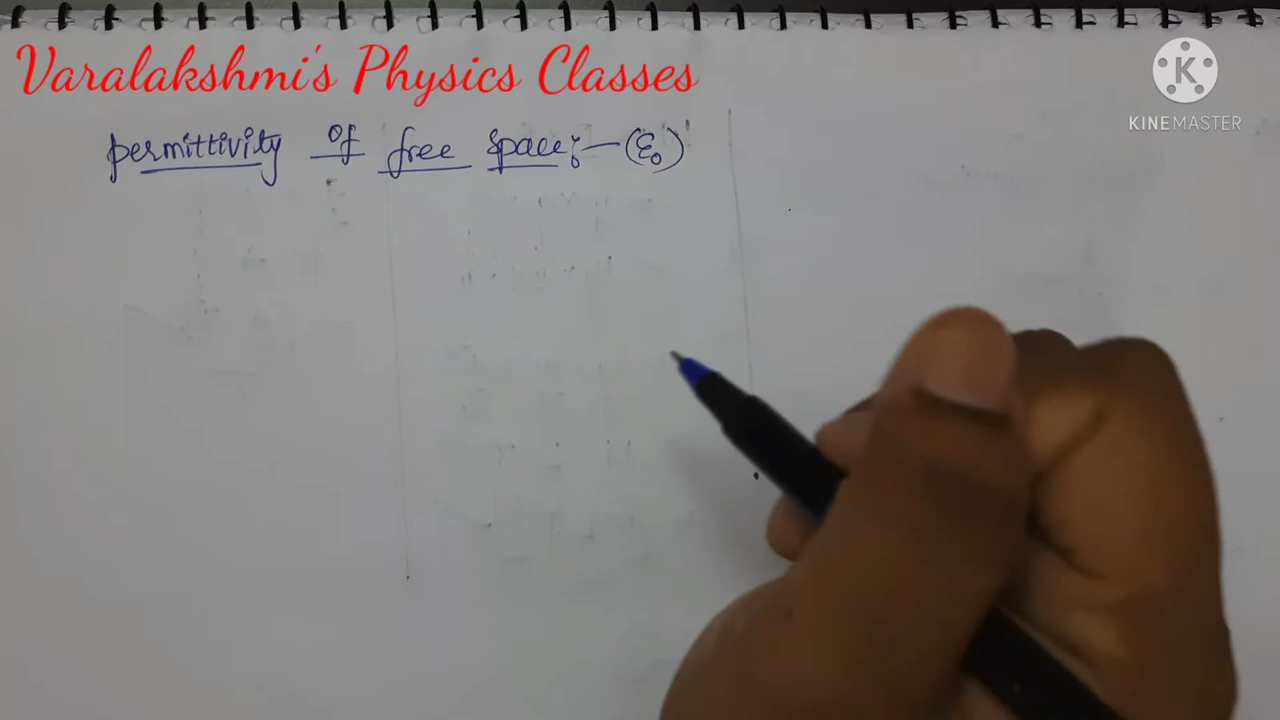 Varalakshmi's Physics Classes
K
KINEMASTER
permittivity of free space:-(ε₀)